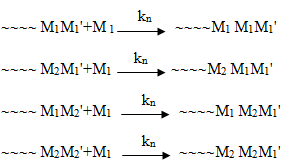 ~~~~ M₁M₁'+M₁ kₙ ~~~~M₁ M₁M₁'
~~~~ M₂M₁'+M₁ kₙ ~~~~M₂ M₁M₁'
~~~~ M₁M₂'+M₁ kₙ ~~~~M₁ M₂M₁'
~~~~ M₂M₂'+M₁ kₙ ~~~~M₂ M₂M₁'